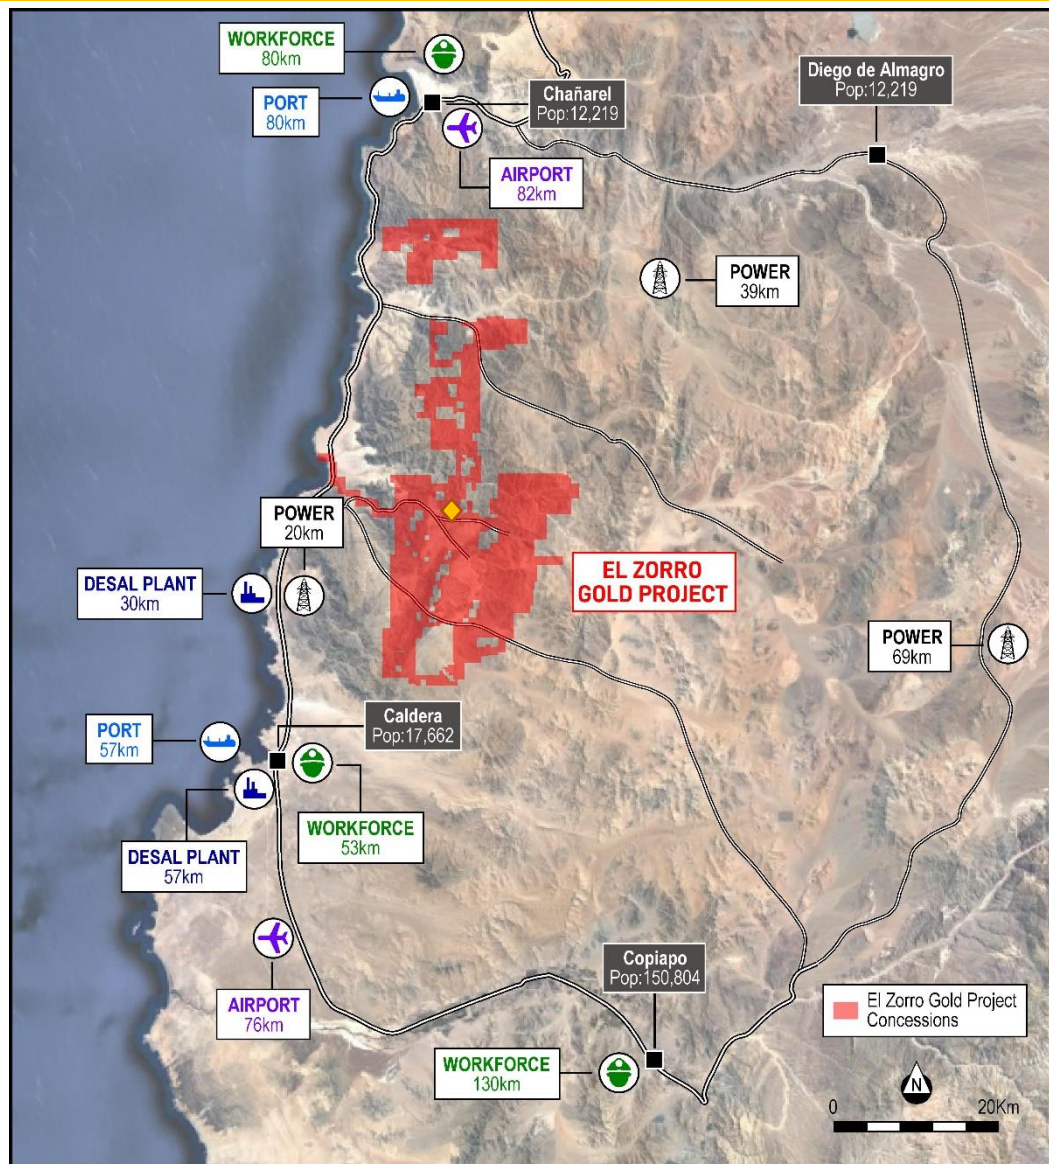 WORKFORCE
80km
PORT
80km
Chañarel
Pop:12,219
Diego de Almagro
Pop:12,219
AIRPORT
82km
POWER
39km
POWER
20km
DESAL PLANT
30km
EL ZORRO
GOLD PROJECT
POWER
69km
PORT
57km
Caldera
Pop:17,662
WORKFORCE
53km
DESAL PLANT
57km
AIRPORT
76km
Copiapo
Pop:150,804
WORKFORCE
130km
El Zorro Gold Project
Concessions
N
0 20Km